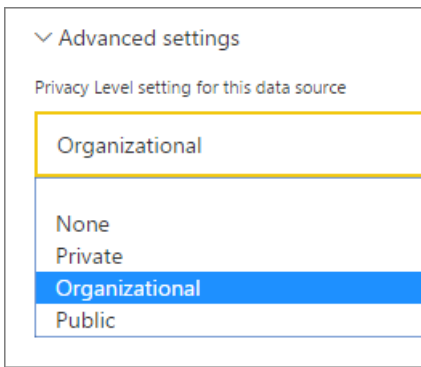 Advanced settings
Privacy Level setting for this data source
Organizational
None
Private
Organizational
Public